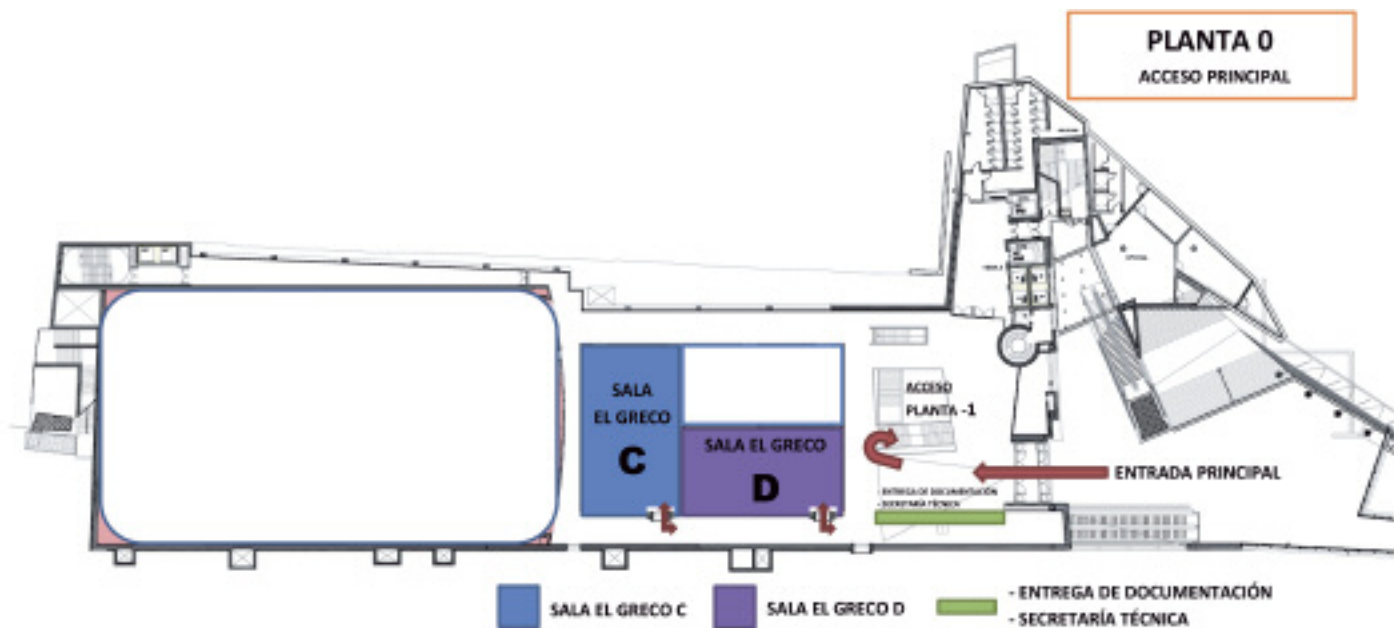 PLANTA 0
ACCESO PRINCIPAL
SALA
EL GRECO
C
SALA EL GRECO
D
ACCESO
PLANTA -1
ENTRADA PRINCIPAL
- ENTREGA DE DOCUMENTACIÓN
- SECRETARÍA TÉCNICA
SALA EL GRECO C
SALA EL GRECO D
- ENTREGA DE DOCUMENTACIÓN
- SECRETARÍA TÉCNICA